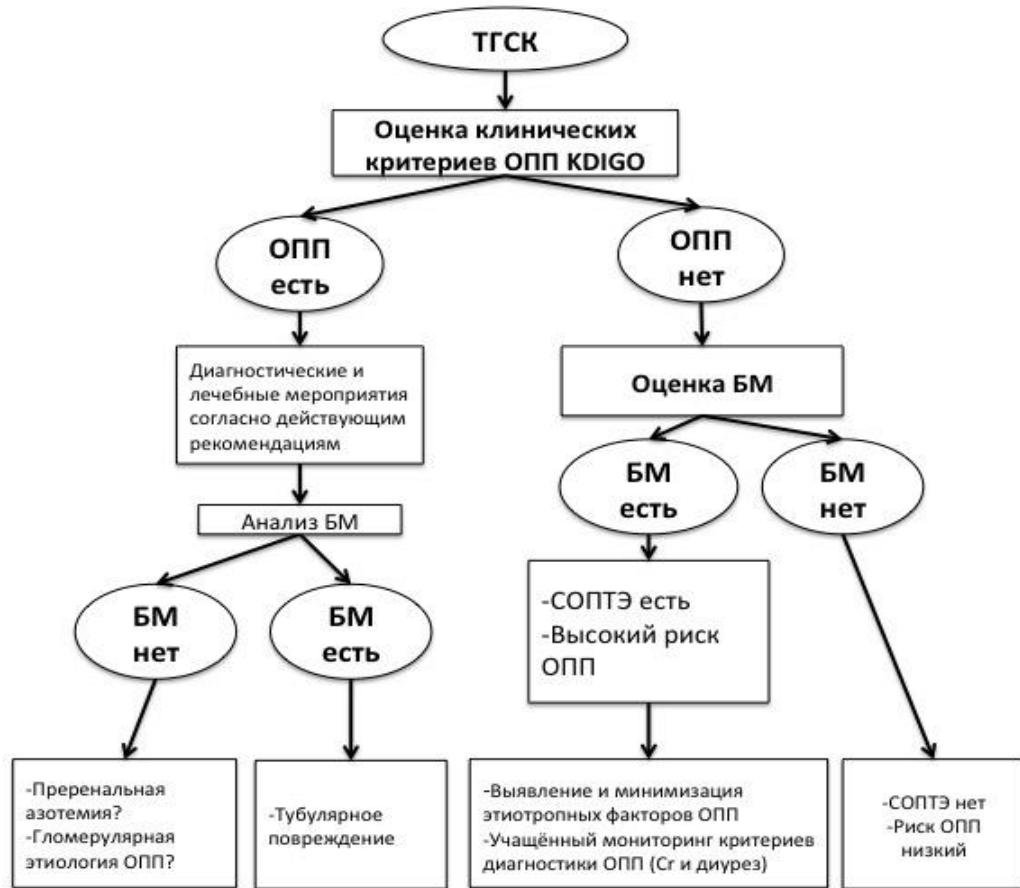 ТГСК
Оценка клинических
критериев ОПП KDIGO
ОПП
есть
ОПП
нет
Диагностические и
лечебные мероприятия
согласно действующим
рекомендациям
Оценка БМ
Анализ БМ
БМ
есть
БМ
нет
БМ
нет
БМ
есть
-СОПТЭ есть
-Высокий риск
ОПП
-Преренальная
азотемия?
-Гломерулярная
этиология ОПП?
-Тубулярное
повреждение
-Выявление и минимизация
этиотропных факторов ОПП
-Учащённый мониторинг критериев
диагностики ОПП (Cr и диурез)
-СОПТЭ нет
-Риск ОПП
низкий